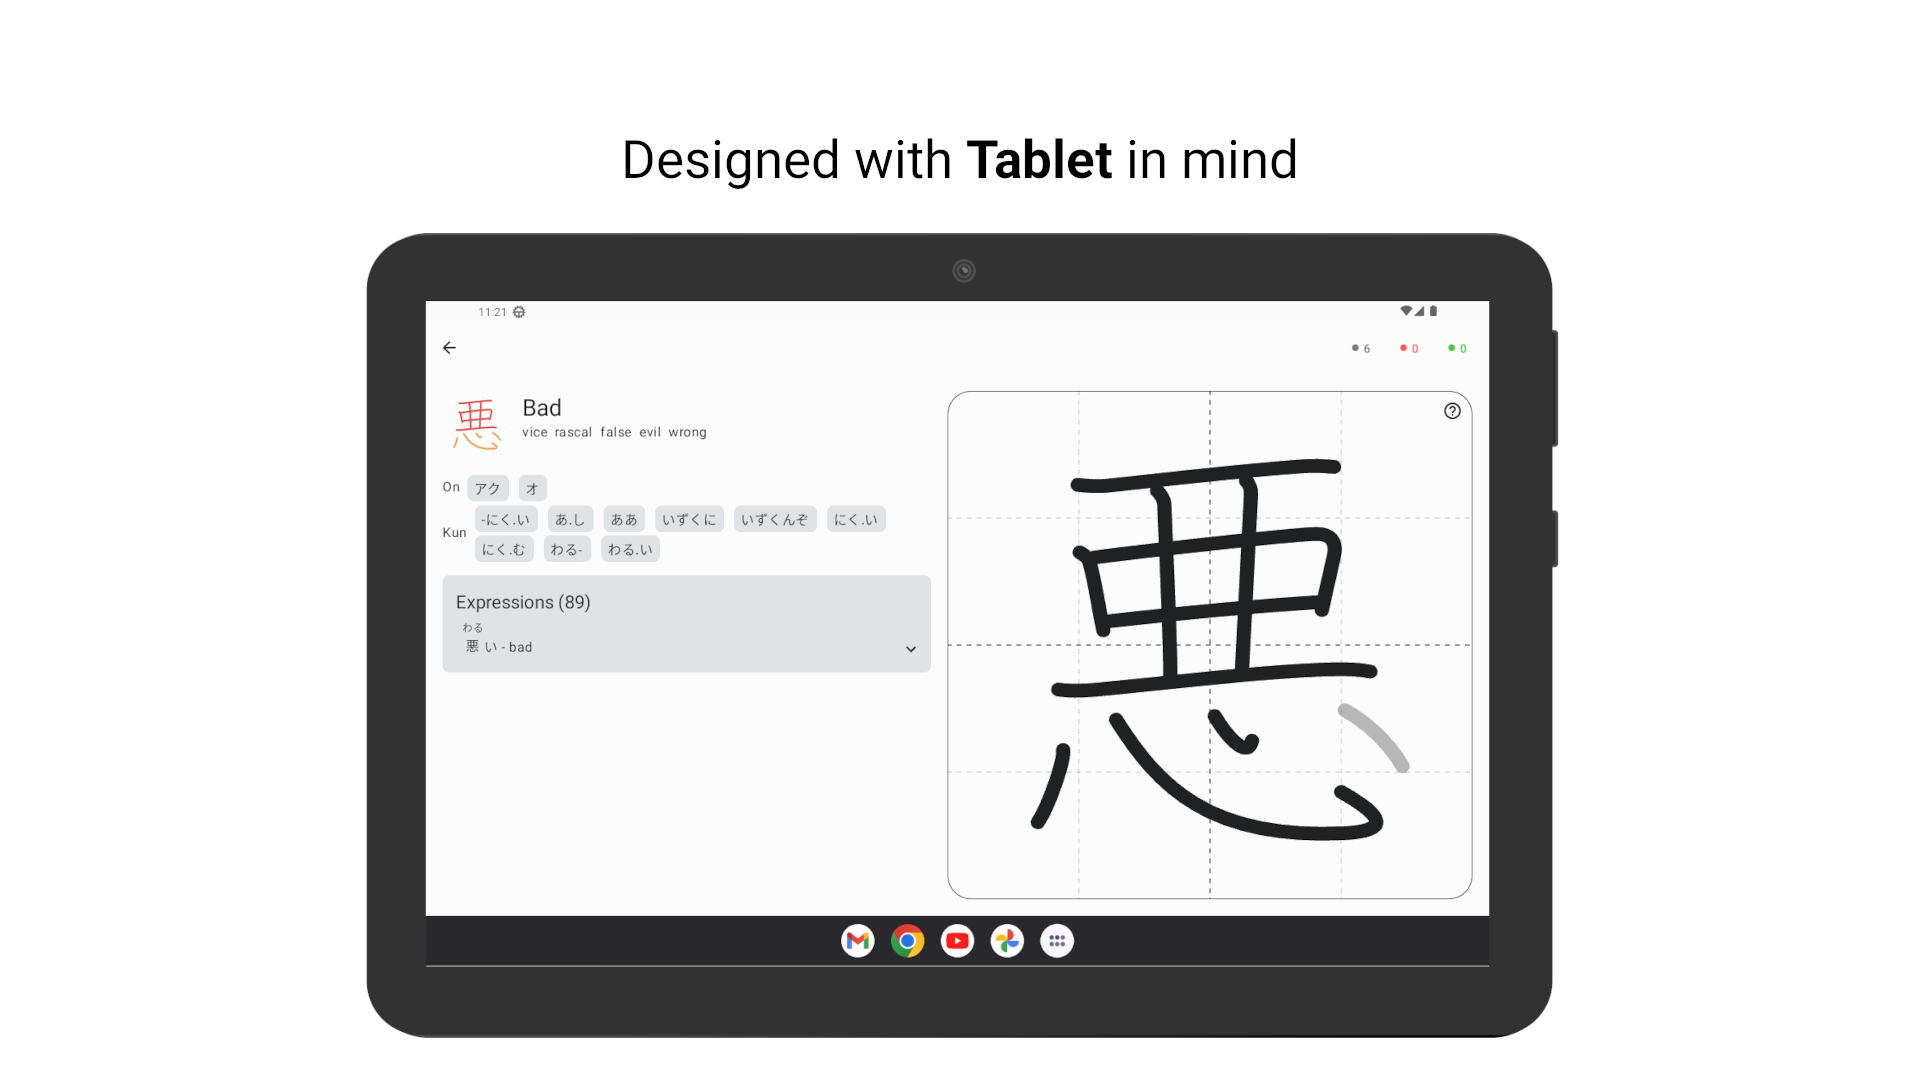 Designed with Tablet in mind
11:21
6 0 0
悪
Bad
vice rascal false evil wrong
On アク オ
Kun -にく.い あ.し ああ いずくに いずくんぞ にく.い
にく.む わる- わる.い
Expressions (89)
わる
悪 い - bad
悪